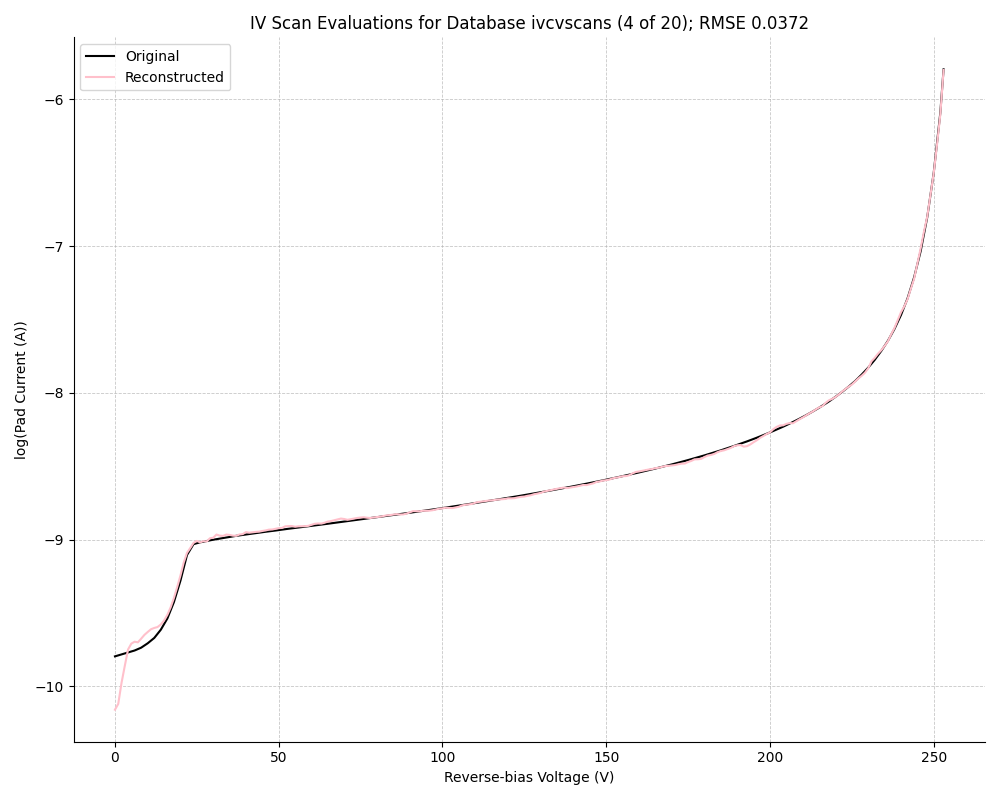 IV Scan Evaluations for Database ivcvscans (4 of 20); RMSE 0.0372
Original
Reconstructed
log(Pad Current (A))
−6
−7
−8
−9
−10
0
50
100
150
200
250
Reverse-bias Voltage (V)